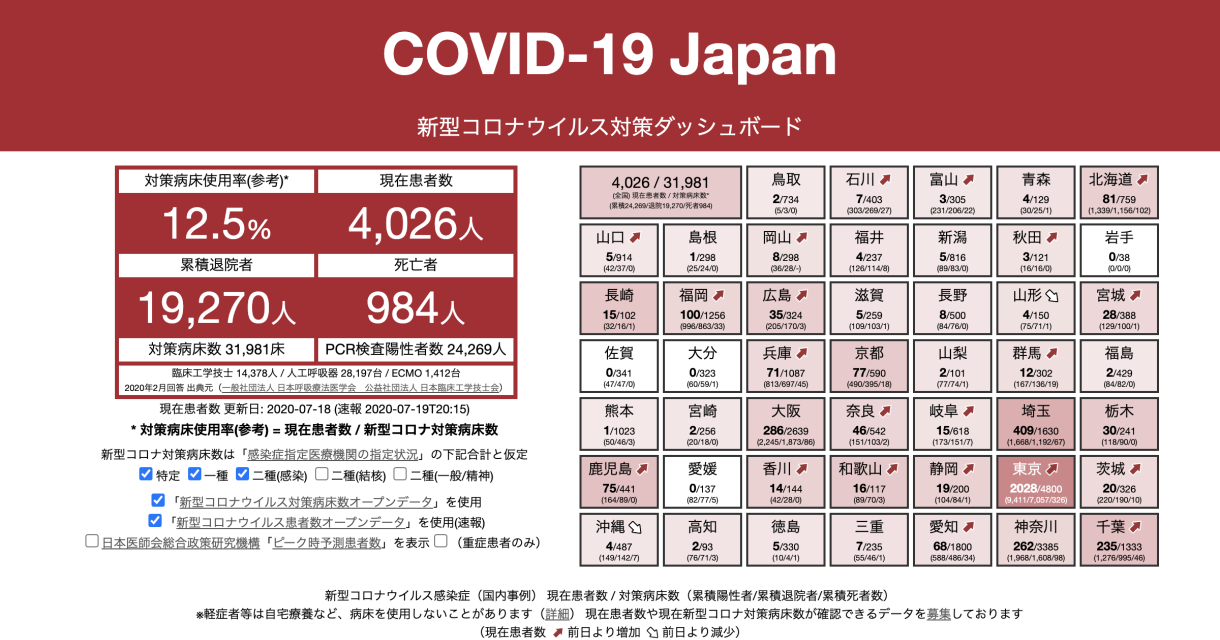 COVID-19 Japan
新型コロナウイルス対策ダッシュボード
対策病床使用率(参考)*
現在患者数
12.5%
4,026人
累積退院者
死亡者
19,270人
984人
対策病床数 31,981床
PCR検査陽性者数 24,269人
臨床工学技士 14,378人 / 人工呼吸器 28,197台 / ECMO 1,412台
2020年2月回答 出典元（一般社団法人 日本呼吸療法医学会　公益社団法人 日本臨床工学技士会）
現在患者数 更新日: 2020-07-18 (速報 2020-07-19T20:15)
* 対策病床使用率(参考) = 現在患者数 / 新型コロナ対策病床数
新型コロナ対策病床数は「感染症指定医療機関の指定状況」の下記合計と仮定
特定 一種 二種(感染) 二種(結核) 二種(一般/精神)
「新型コロナウイルス対策病床数オープンデータ」を使用
「新型コロナウイルス患者数オープンデータ」を使用(速報)
日本医師会総合政策研究機構「ピーク時予測患者数」を表示 （重症患者のみ）
4,026 / 31,981
(全国) 現在患者数 / 対策病床数*
(累積24,269/退院19,270/死者984)
鳥取
2/734
(5/3/0)
石川
7/403
(303/269/27)
富山
3/305
(231/206/22)
青森
4/129
(30/25/1)
北海道
81/759
(1,339/1,156/102)
山口
5/914
(42/37/0)
島根
1/298
(25/24/0)
岡山
8/298
(36/28/-)
福井
4/237
(126/114/8)
新潟
5/816
(89/83/0)
秋田
3/121
(16/16/0)
岩手
0/38
(0/0/0)
長崎
15/102
(32/16/1)
福岡
100/1256
(996/863/33)
広島
35/324
(205/170/3)
滋賀
5/259
(109/103/1)
長野
8/500
(84/76/0)
山形
4/150
(75/71/1)
宮城
28/388
(129/100/1)
佐賀
0/341
(47/47/0)
大分
0/323
(60/59/1)
兵庫
71/1087
(813/697/45)
京都
77/590
(490/395/18)
山梨
2/101
(77/74/1)
群馬
12/302
(167/136/19)
福島
2/429
(84/82/0)
熊本
1/1023
(50/46/3)
宮崎
2/256
(20/18/0)
大阪
286/2639
(2,245/1,873/86)
奈良
46/542
(151/103/2)
岐阜
15/618
(173/151/7)
埼玉
409/1630
(1,668/1,192/67)
栃木
30/241
(118/90/0)
鹿児島
75/441
(164/89/0)
愛媛
0/137
(82/77/5)
香川
14/144
(42/28/0)
和歌山
16/117
(89/70/3)
静岡
19/200
(104/84/1)
東京
2028/4800
(9,411/7,057/326)
茨城
20/326
(220/190/10)
沖縄
4/487
(149/142/7)
高知
2/93
(76/71/3)
徳島
5/330
(10/4/1)
三重
7/235
(55/46/1)
愛知
68/1800
(588/486/34)
神奈川
262/3385
(1,968/1,608/98)
千葉
235/1333
(1,276/995/46)
新型コロナウイルス感染症（国内事例） 現在患者数 / 対策病床数（累積陽性者/累積退院者/累積死者数）
※軽症者等は自宅療養など、病床を使用しないことがあります（詳細） 現在患者数や現在新型コロナ対策病床数が確認できるデータを募集しております
（現在患者数 前日より増加 前日より減少）